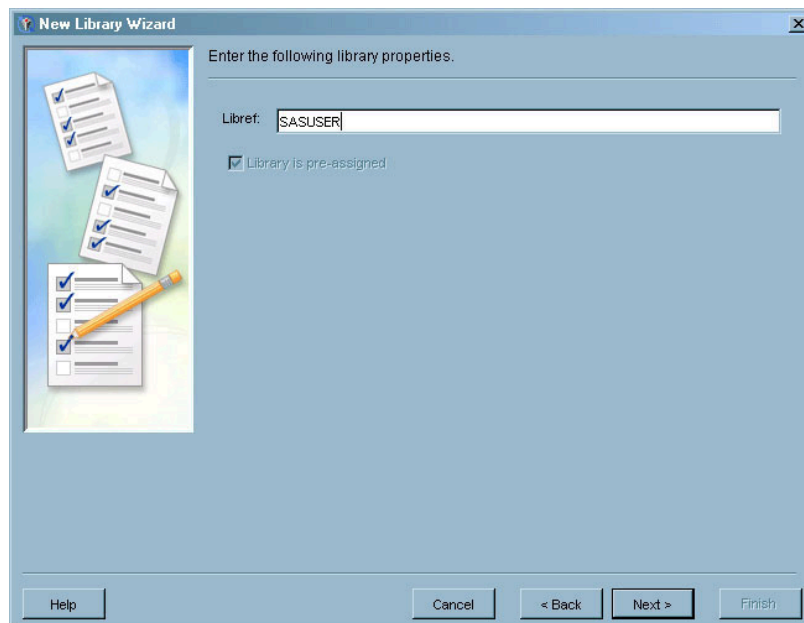 New Library Wizard
Enter the following library properties.
Libref: SASUSER
Library is pre-assigned
Help Cancel < Back Next > Finish